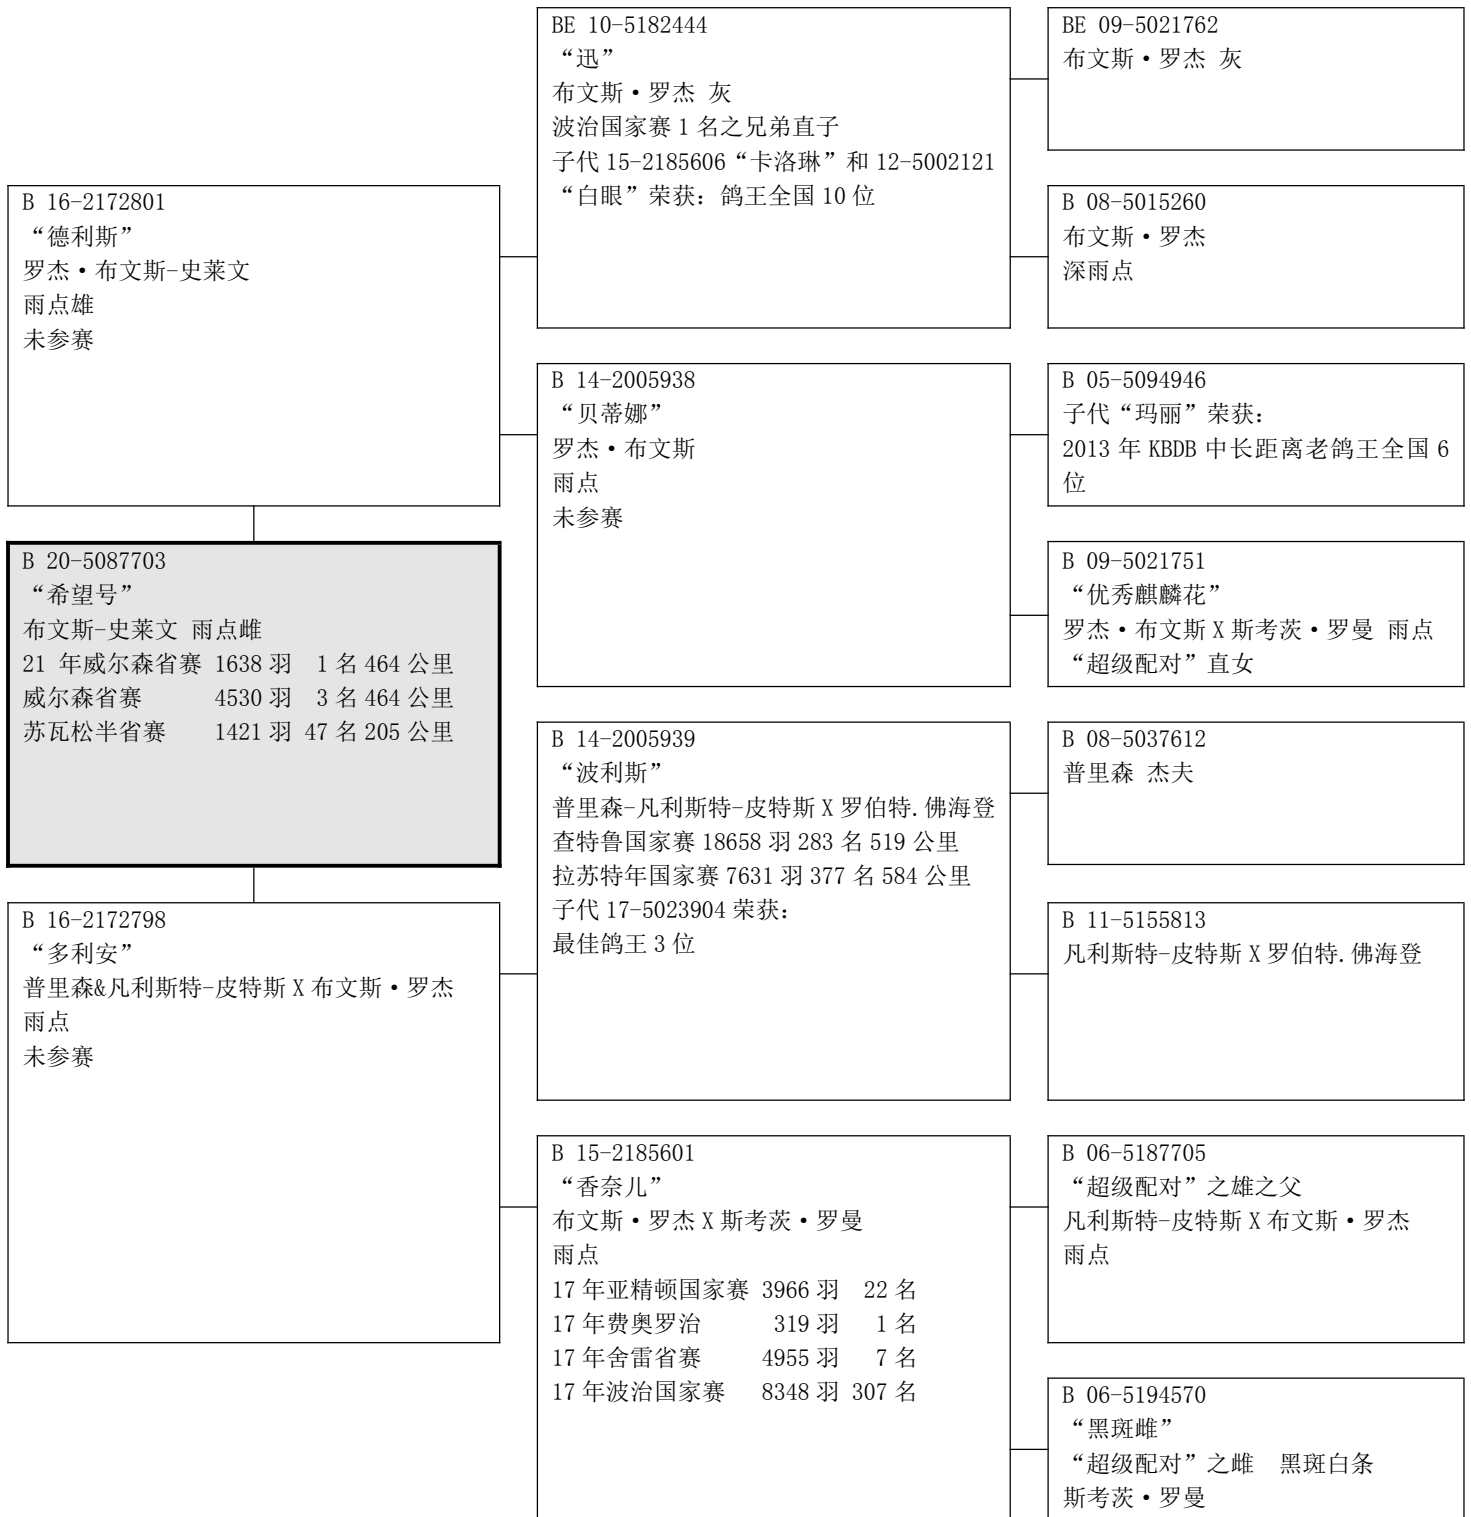 B 16-2172801
“德利斯”
罗杰·布文斯-史莱文
雨点雄
未参赛
B 20-5087703
“希望号”
布文斯-史莱文 雨点雌
21 年威尔森省赛 1638 羽 1 名 464 公里
威尔森省赛 4530 羽 3 名 464 公里
苏瓦松半省赛 1421 羽 47 名 205 公里
B 16-2172798
“多利安”
普里森&凡利斯特-皮特斯 X 布文斯·罗杰
雨点
未参赛
BE 10-5182444
“迅”
布文斯·罗杰 灰
波治国家赛 1 名之兄弟直子
子代 15-2185606“卡洛琳”和 12-5002121
“白眼”荣获：鸽王全国 10 位
B 14-2005938
“贝蒂娜”
罗杰·布文斯
雨点
未参赛
B 14-2005939
“波利斯”
普里森-凡利斯特-皮特斯 X 罗伯特.佛海登
查特鲁国家赛 18658 羽 283 名 519 公里
拉苏特年国家赛 7631 羽 377 名 584 公里
子代 17-5023904 荣获：
最佳鸽王 3 位
B 15-2185601
“香奈儿”
布文斯·罗杰 X 斯考茨·罗曼
雨点
17 年亚精顿国家赛 3966 羽 22 名
17 年费奥罗治 319 羽 1 名
17 年舍雷省赛 4955 羽 7 名
17 年波治国家赛 8348 羽 307 名
BE 09-5021762
布文斯·罗杰 灰
B 08-5015260
布文斯·罗杰
深雨点
B 05-5094946
子代“玛丽”荣获：
2013 年 KBDB 中长距离老鸽王全国 6
位
B 09-5021751
“优秀麒麟花”
罗杰·布文斯 X 斯考茨·罗曼 雨点
“超级配对”直女
B 08-5037612
普里森 杰夫
B 11-5155813
凡利斯特-皮特斯 X 罗伯特.佛海登
B 06-5187705
“超级配对”之雄之父
凡利斯特-皮特斯 X 布文斯·罗杰
雨点
B 06-5194570
“黑斑雌”
“超级配对”之雌 黑斑白条
斯考茨·罗曼